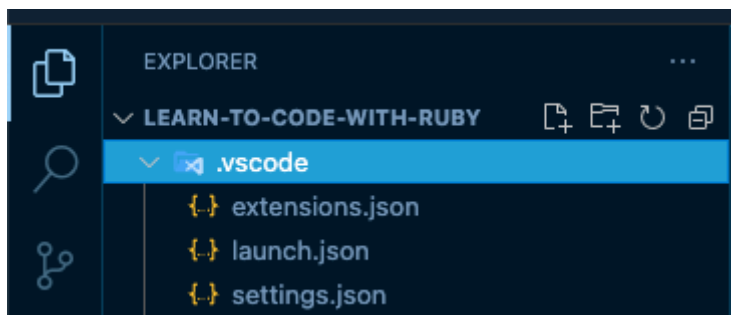 EXPLORER
LEARN-TO-CODE-WITH-RUBY
.vscode
{..} extensions.json
{..} launch.json
{..} settings.json